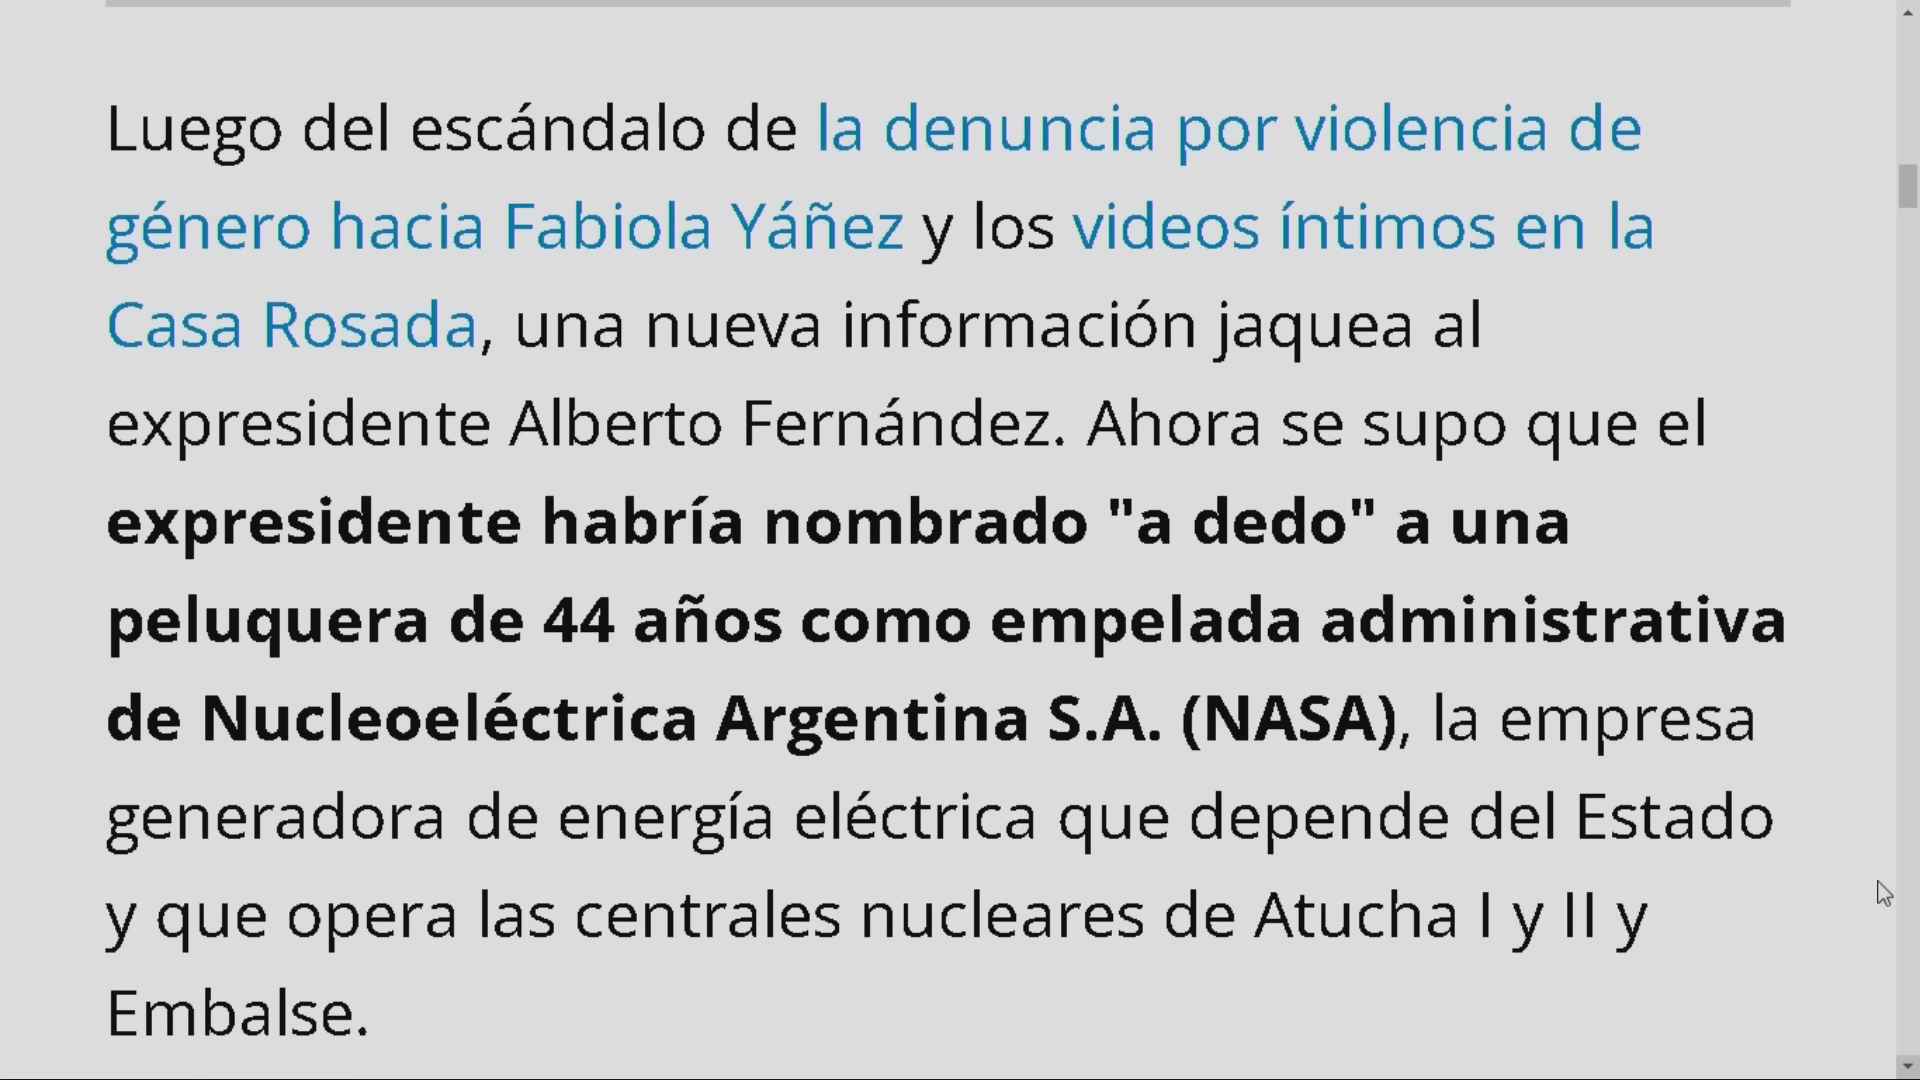 Luego del escándalo de la denuncia por violencia de
género hacia Fabiola Yáñez y los videos íntimos en la
Casa Rosada, una nueva información jaquea al
expresidente Alberto Fernández. Ahora se supo que el
expresidente habría nombrado "a dedo" a una
peluquera de 44 años como empelada administrativa
de Nucleoeléctrica Argentina S.A. (NASA), la empresa
generadora de energía eléctrica que depende del Estado
y que opera las centrales nucleares de Atucha I y II y
Embalse.